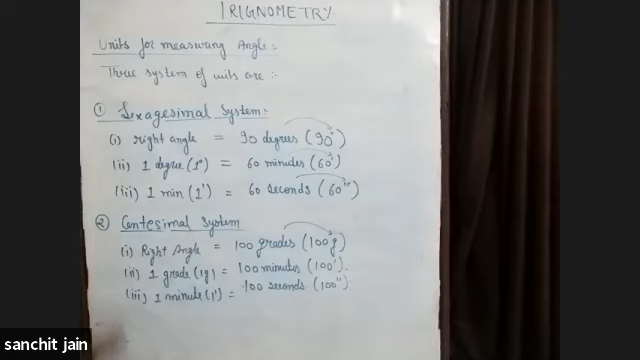 TRIGNOMETRY.
Units for measuring Angle:-
Three system of units are :-
① Sexagesimal System:-
(i) right angle = 90 degrees (90°)
(ii) 1 degree (1°) = 60 minutes (60')
(iii) 1 min (1') = 60 seconds (60'')
② Centesimal System
(i) Right Angle = 100 grades (100g)
(ii) 1 grade (1g) = 100 minutes (100').
(iii) 1 minute (1') = 100 seconds (100'').
sanchit jain